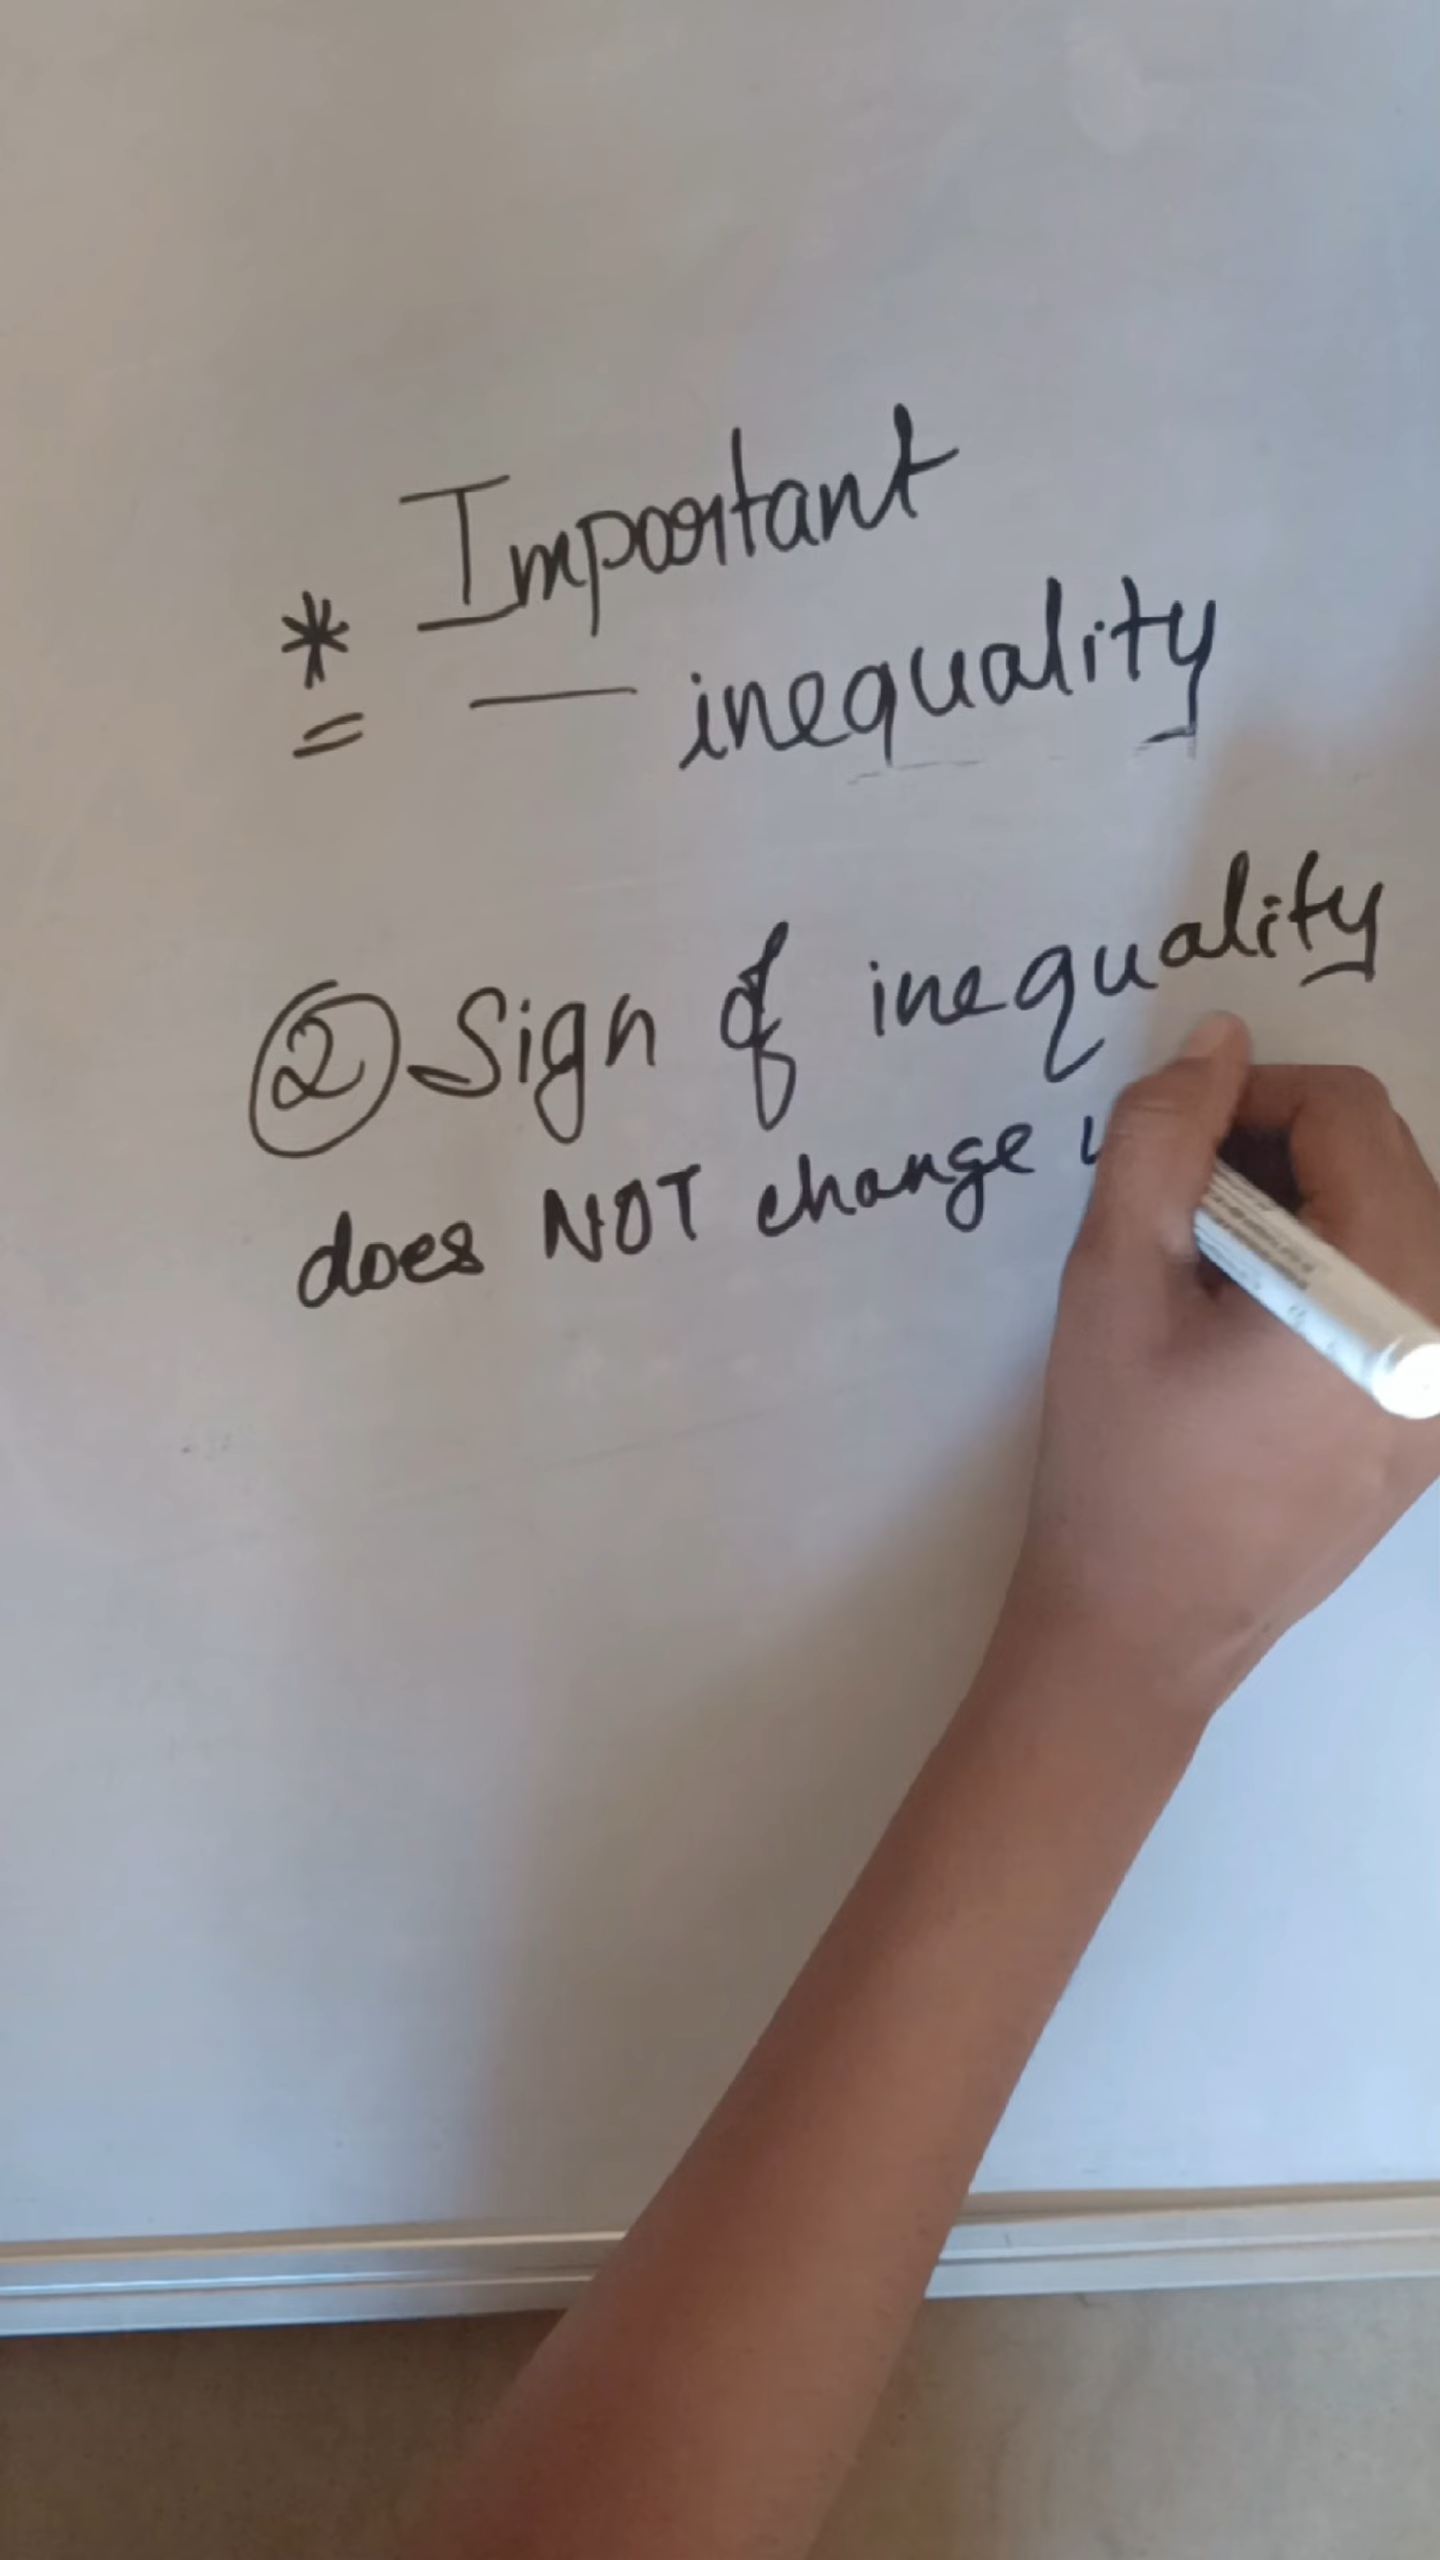 * Important
— inequality
② Sign of inequality
does NOT change